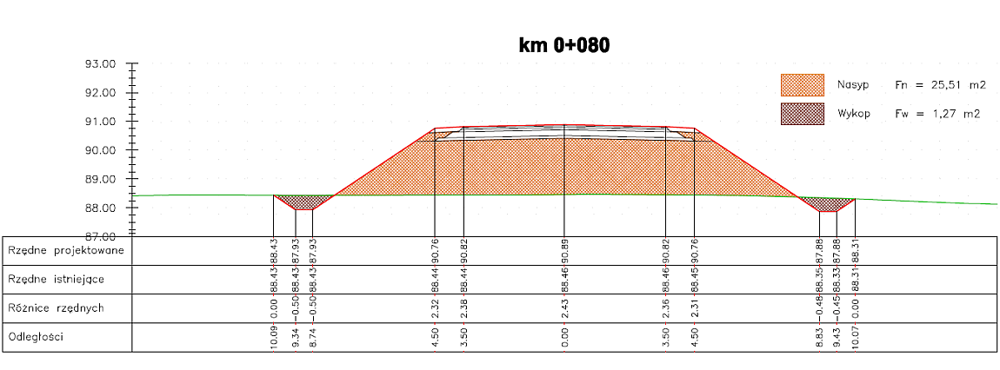 km 0+080
93.00
92.00
91.00
90.00
89.00
88.00
87.00
Nasyp Fn = 25,51 m2
Wykop Fw = 1,27 m2
Rzędne projektowane 88.43 87.93 87.93 90.76 90.82 90.89 90.82 90.76 87.88 87.88 88.31
Rzędne istniejące 88.43 88.43 88.43 88.44 88.44 88.46 88.46 88.45 88.35 88.33 88.31
Różnice rzędnych 0.00 -0.50 -0.50 2.32 2.38 2.43 2.36 2.31 -0.48 -0.45 0.00
Odległości 10.09 9.34 8.74 4.50 3.50 0.00 3.50 4.50 8.83 9.43 10.07